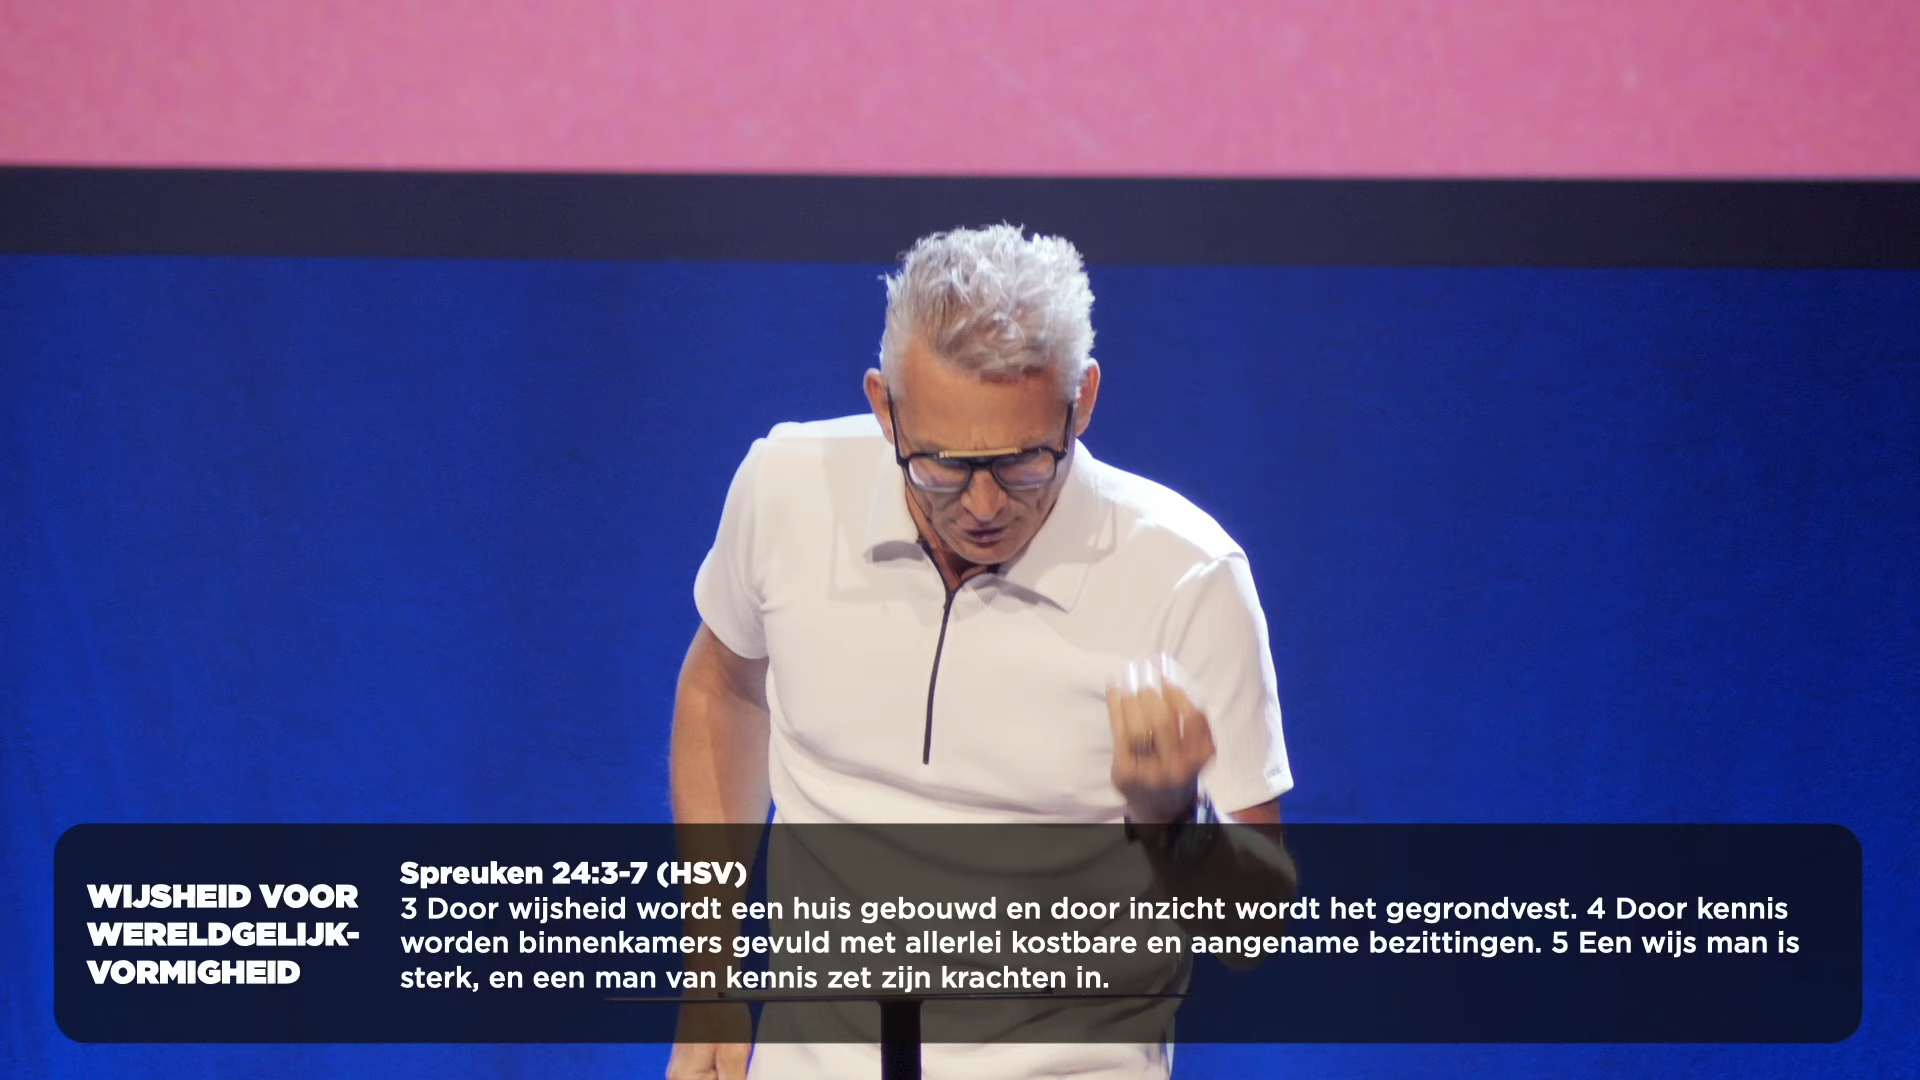 WIJSHEID VOOR
WERELDGELIJK-
VORMIGHEID
Spreuken 24:3-7 (HSV)
3 Door wijsheid wordt een huis gebouwd en door inzicht wordt het gegrondvest. 4 Door kennis
worden binnenkamers gevuld met allerlei kostbare en aangename bezittingen. 5 Een wijs man is
sterk, en een man van kennis zet zijn krachten in.